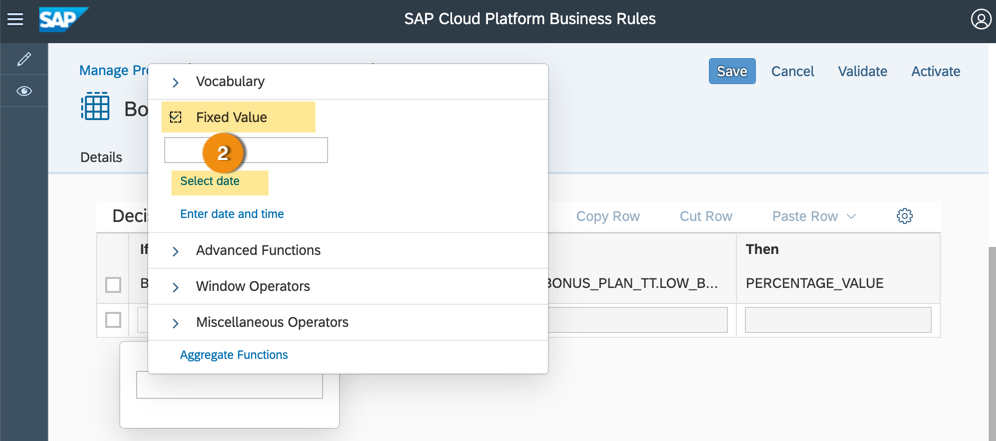 SAP
SAP Cloud Platform Business Rules
Manage Pr
Save Cancel Validate Activate
Bo
Details
Vocabulary
Fixed Value
2
Select date
Enter date and time
Advanced Functions
Window Operators
Miscellaneous Operators
Aggregate Functions
Decis
Copy Row Cut Row Paste Row
If Then
B BONUS_PLAN_TT.LOW_B... PERCENTAGE_VALUE